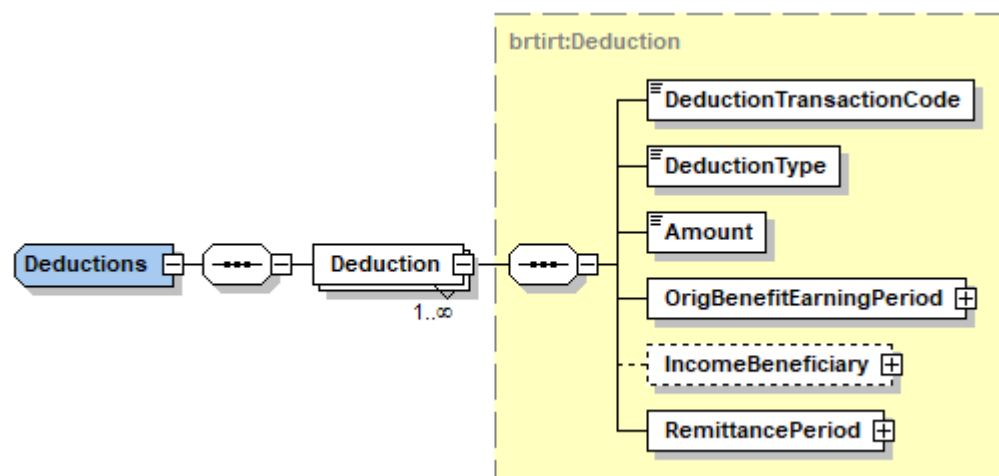 brtirt:Deduction
DeductionTransactionCode
DeductionType
Amount
Deductions
Deduction
1..∞
OrigBenefitEarningPeriod
IncomeBeneficiary
RemittancePeriod